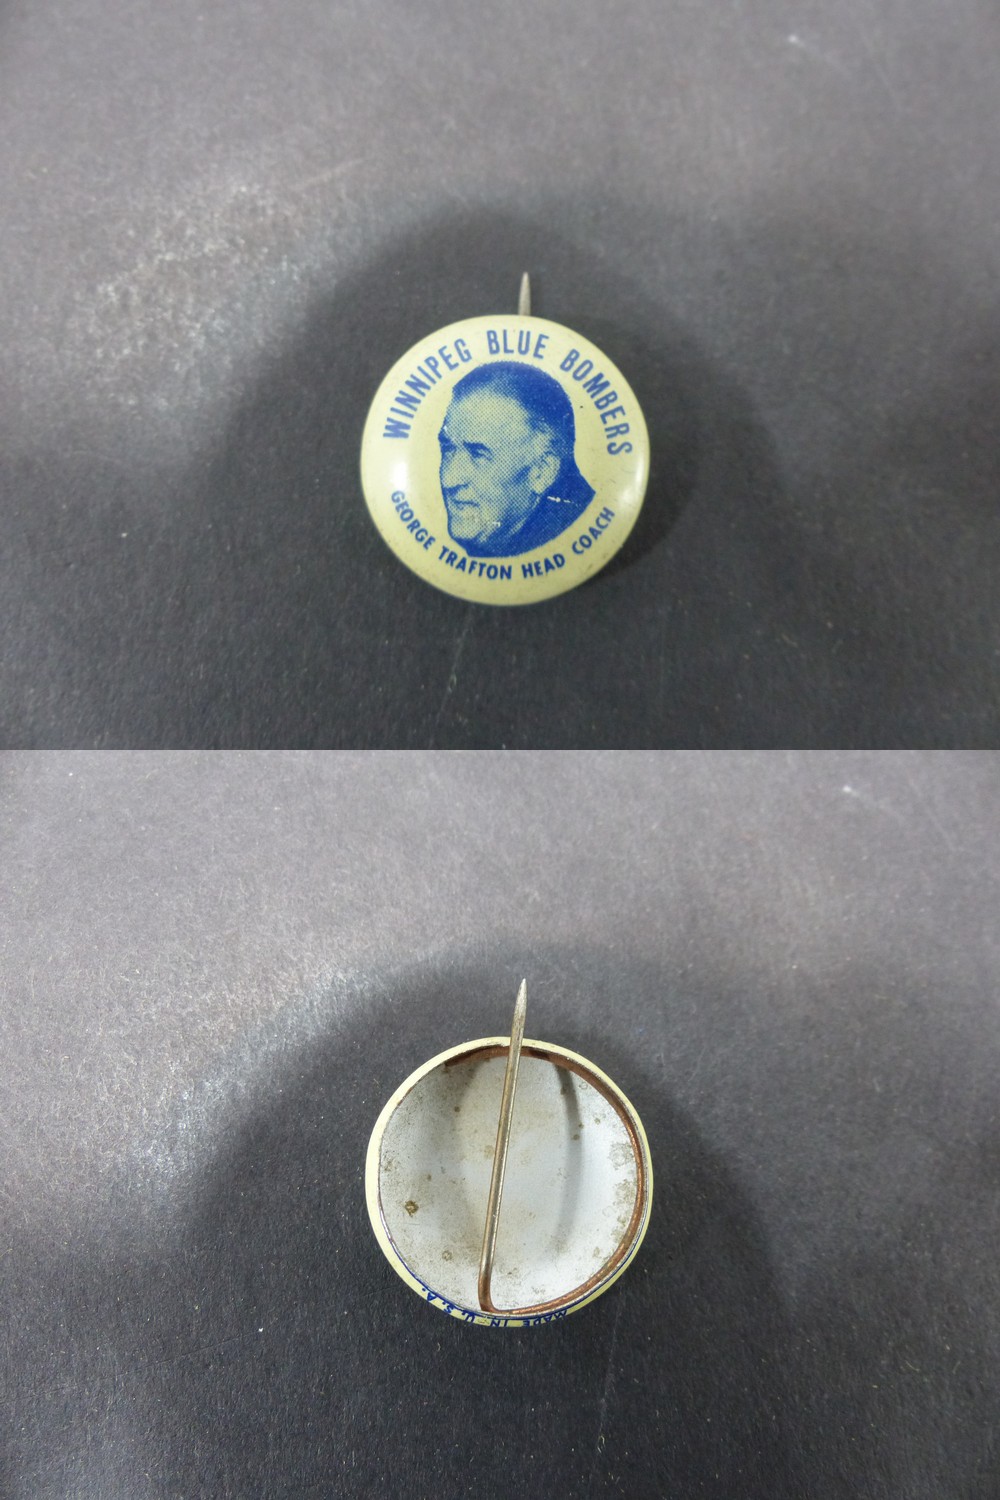 WINNIPEG BLUE BOMBERS
GEORGE TRAFTON HEAD COACH
MADE IN U.S.A.